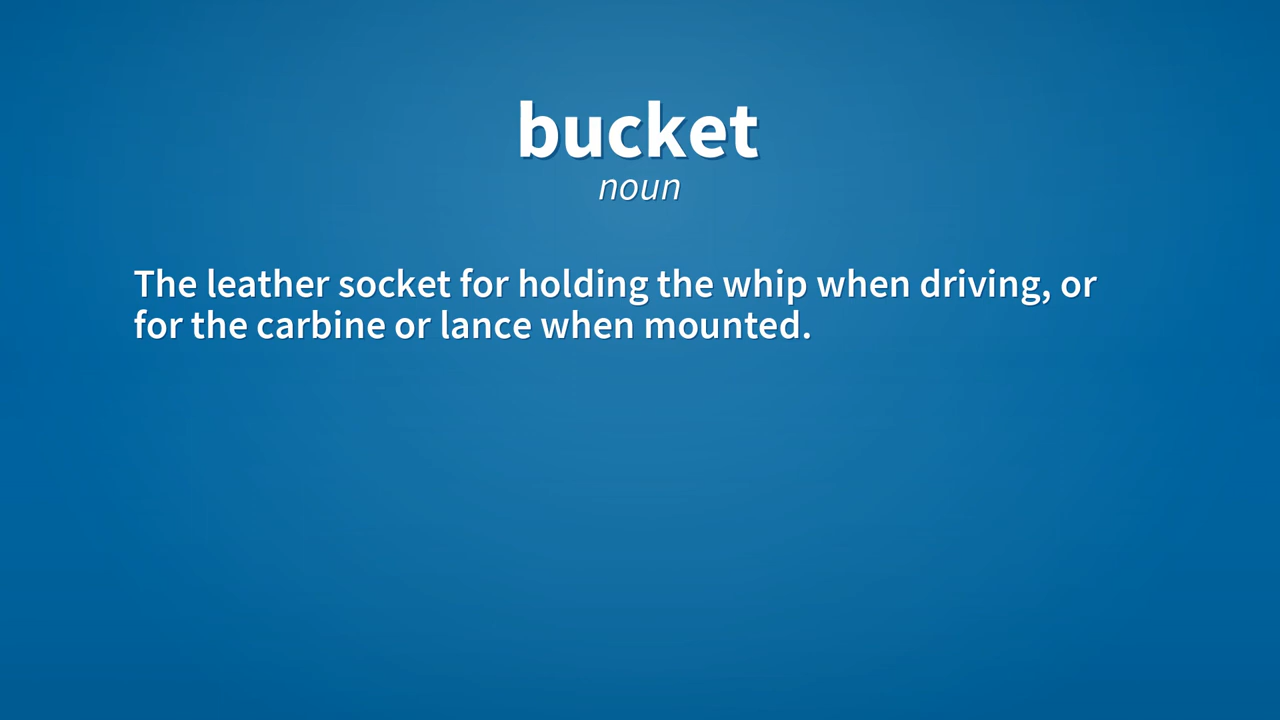 bucket
noun
The leather socket for holding the whip when driving, or
for the carbine or lance when mounted.